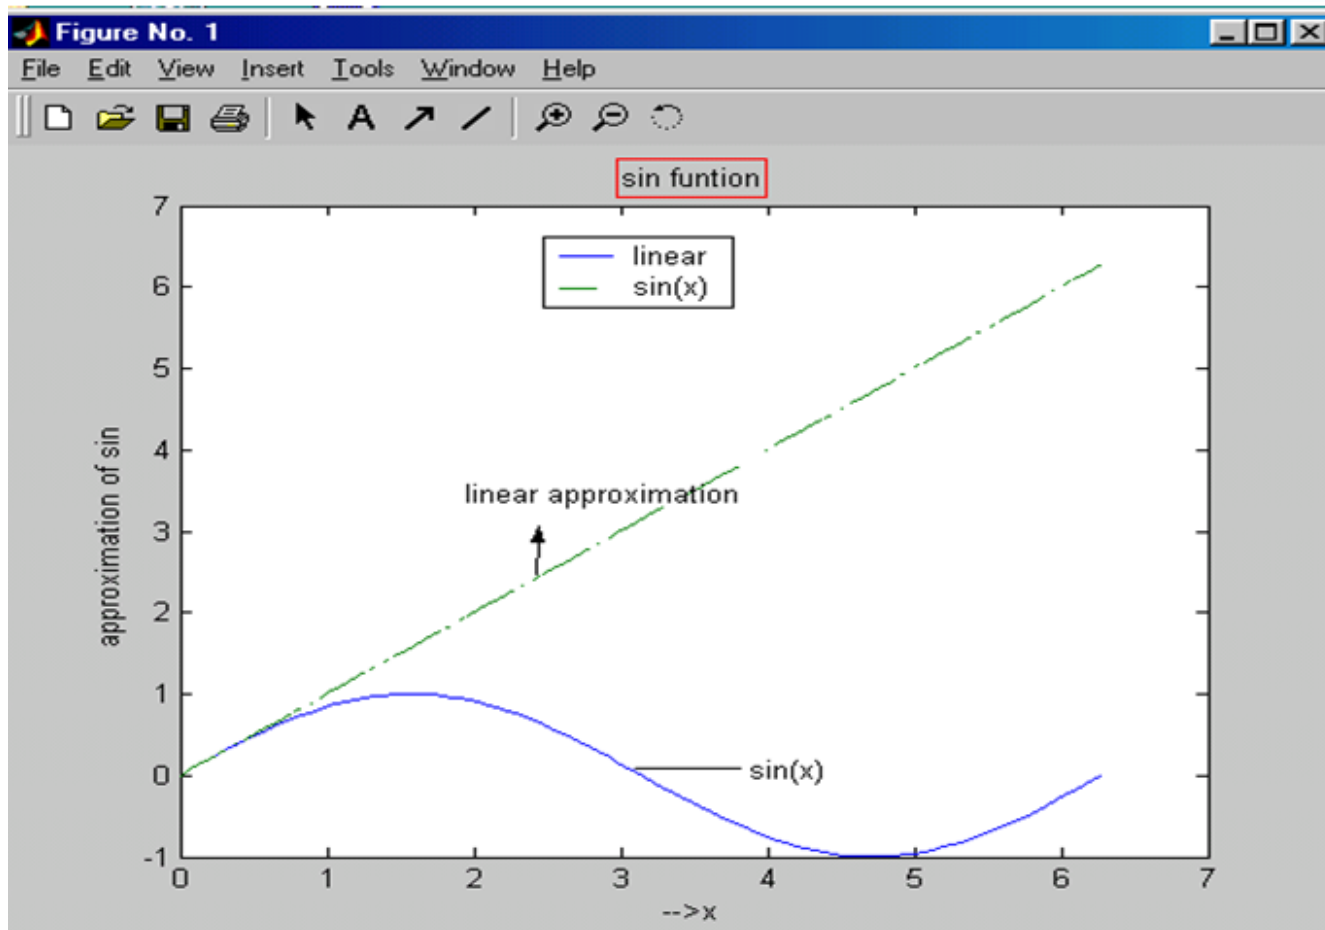 Figure No. 1
File Edit View Insert Tools Window Help
A
sin funtion
7
linear
sin(x)
6
5
4
linear approximation
3
2
1
0
sin(x)
-1
approximation of sin
0 1 2 3 4 5 6 7
-->x